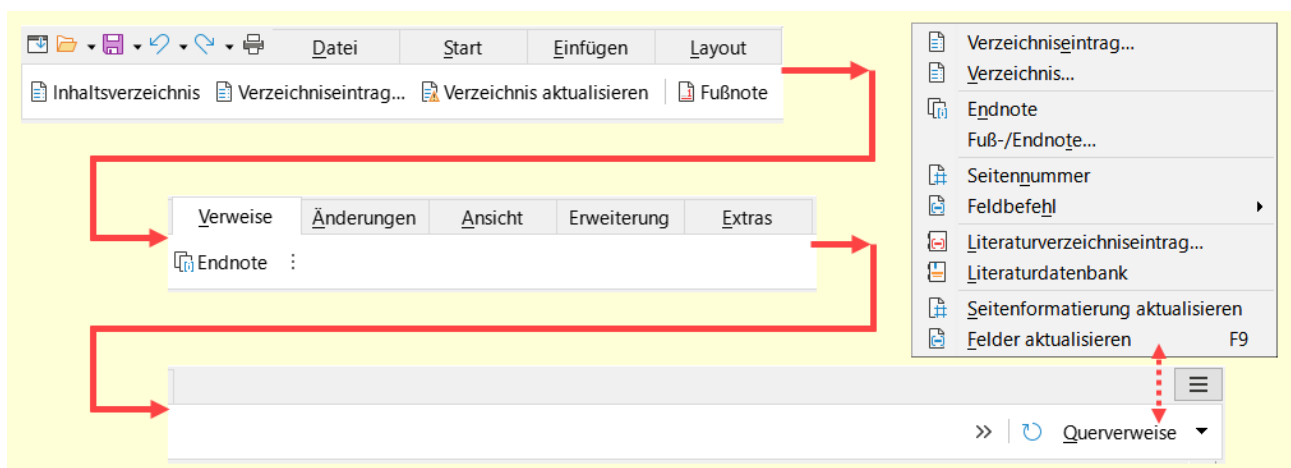 Datei Start Einfügen Layout
Inhaltsverzeichnis Verzeichniseintrag... Verzeichnis aktualisieren Fußnote
Verweise Änderungen Ansicht Erweiterung Extras
Endnote
Querverweise
Verzeichniseintrag...
Verzeichnis...
Endnote
Fuß-/Endnote...
Seitennummer
Feldbefehl
Literaturverzeichniseintrag...
Literaturdatenbank
Seitenformatierung aktualisieren
Felder aktualisieren F9